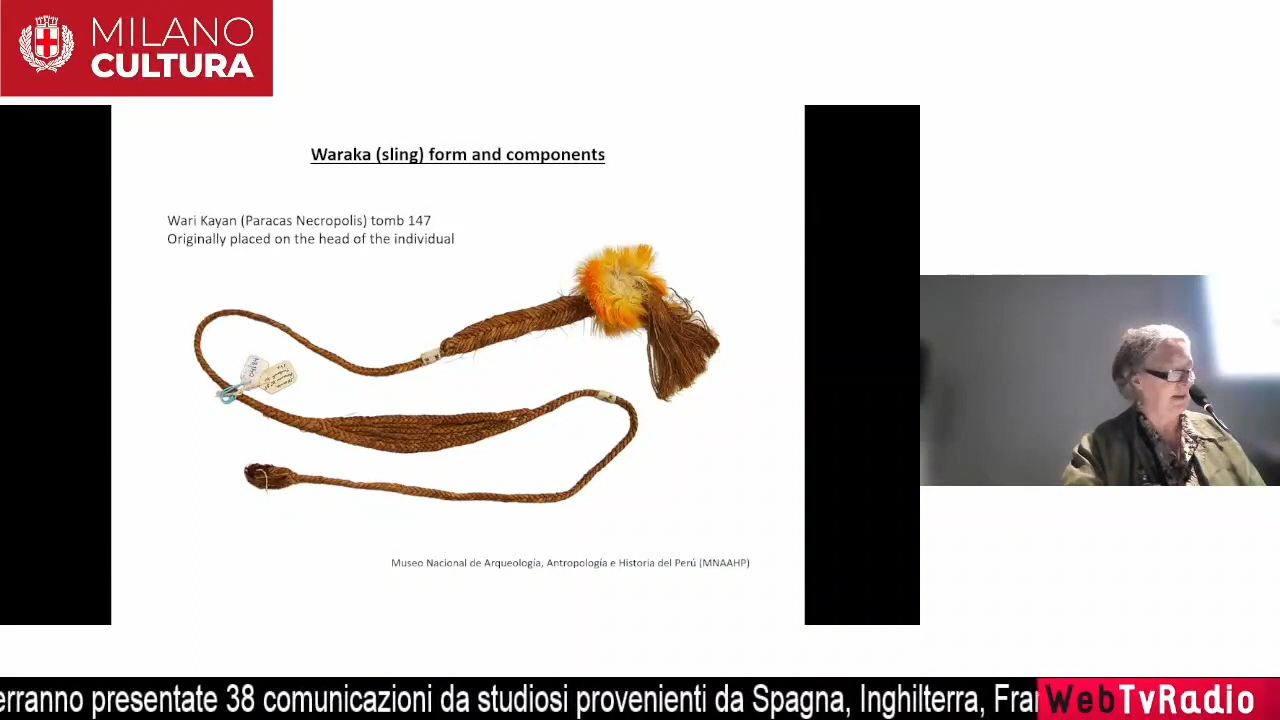 MILANO
CULTURA
Waraka (sling) form and components
Wari Kayan (Paracas Necropolis) tomb 147
Originally placed on the head of the individual
Museo Nacional de Arqueología, Antropología e Historia del Perú (MNAAHP)
erranno presentate 38 comunicazioni da studiosi provenienti da Spagna, Inghilterra, Fra
WebTvRadio